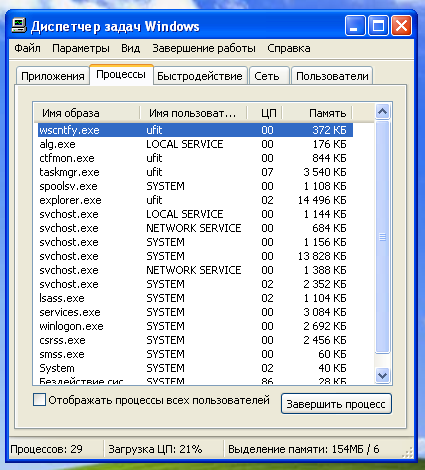 Диспетчер задач Windows
Файл Параметры Вид Завершение работы Справка
Приложения Процессы Быстродействие Сеть Пользователи
Имя образа Имя пользоват... ЦП Память
wscntfy.exe ufit 00 372 КБ
alg.exe LOCAL SERVICE 00 176 КБ
ctfmon.exe ufit 00 844 КБ
taskmgr.exe ufit 07 3 540 КБ
spoolsv.exe SYSTEM 00 1 108 КБ
explorer.exe ufit 02 14 496 КБ
svchost.exe LOCAL SERVICE 00 1 144 КБ
svchost.exe NETWORK SERVICE 00 684 КБ
svchost.exe SYSTEM 00 1 156 КБ
svchost.exe SYSTEM 00 13 828 КБ
svchost.exe NETWORK SERVICE 00 1 388 КБ
svchost.exe SYSTEM 02 2 352 КБ
lsass.exe SYSTEM 02 1 104 КБ
services.exe SYSTEM 00 3 084 КБ
winlogon.exe SYSTEM 00 2 692 КБ
csrss.exe SYSTEM 00 2 456 КБ
smss.exe SYSTEM 00 60 КБ
System SYSTEM 02 40 КБ
Бездействие сис... SYSTEM 86 28 КБ
Отображать процессы всех пользователей Завершить процесс
Процессов: 29 Загрузка ЦП: 21% Выделение памяти: 154МБ / 6